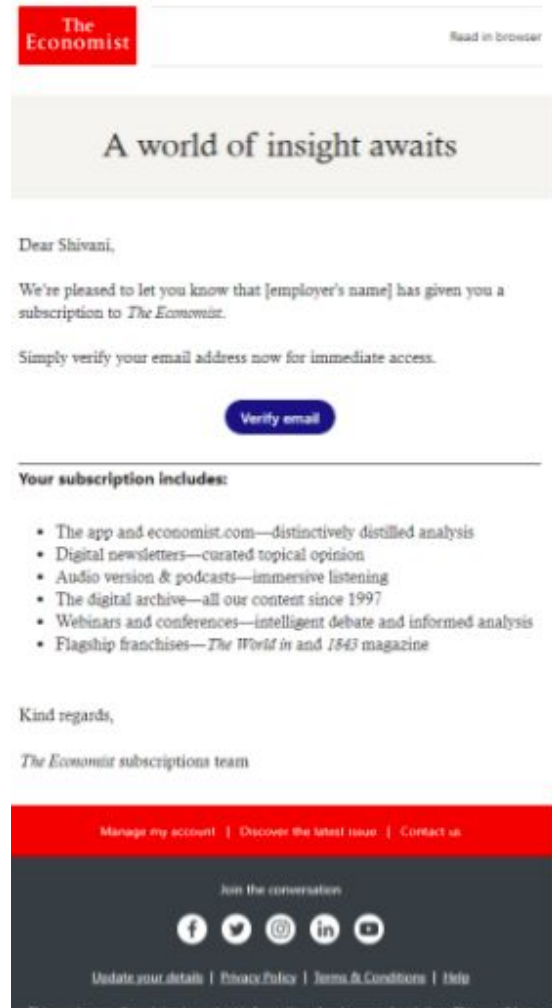 The
Economist
Read in browser
A world of insight awaits
Dear Shivani,
We're pleased to let you know that [employer's name] has given you a
subscription to The Economist.
Simply verify your email address now for immediate access.
Verify email
Your subscription includes:
• The app and economist.com—distinctively distilled analysis
• Digital newsletters—curated topical opinion
• Audio version & podcasts—immersive listening
• The digital archive—all our content since 1997
• Webinars and conferences—intelligent debate and informed analysis
• Flagship franchises—The World in and 1843 magazine
Kind regards,
The Economist subscriptions team
Manage my account | Discover the latest issue | Contact us
Join the conversation
Update your details | Privacy Policy | Terms & Conditions | Help